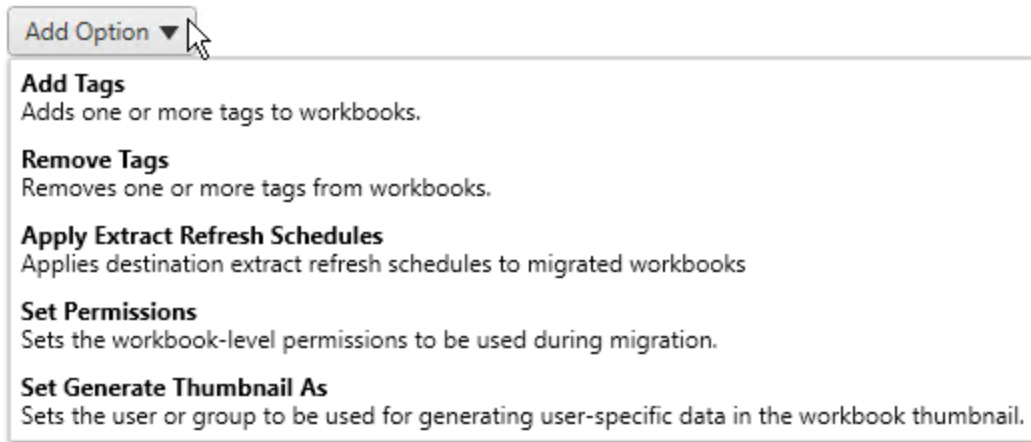 Add Option
Add Tags
Adds one or more tags to workbooks.
Remove Tags
Removes one or more tags from workbooks.
Apply Extract Refresh Schedules
Applies destination extract refresh schedules to migrated workbooks
Set Permissions
Sets the workbook-level permissions to be used during migration.
Set Generate Thumbnail As
Sets the user or group to be used for generating user-specific data in the workbook thumbnail.